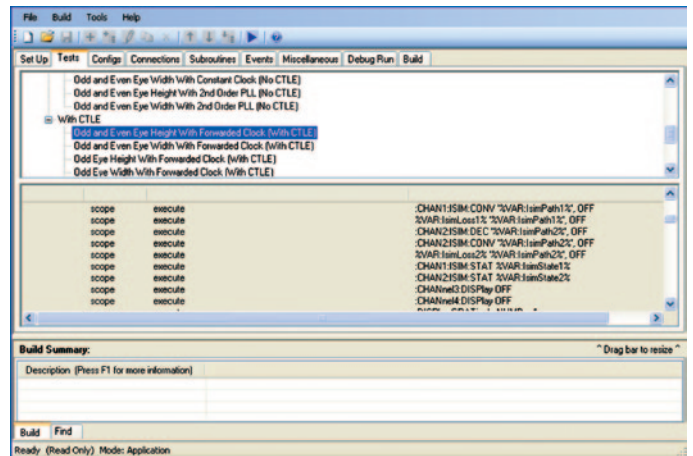 File Build Tools Help
Set Up Tests Configs Connections Subroutines Events Miscellaneous Debug Run Build
Odd and Even Eye Width With Constant Clock (No CTLE)
Odd and Even Eye Height With 2nd Order PLL (No CTLE)
Odd and Even Eye Width With 2nd Order PLL (No CTLE)
With CTLE
Odd and Even Eye Height With Forwarded Clock (With CTLE)
Odd and Even Eye Width With Forwarded Clock (With CTLE)
Odd Eye Height With Forwarded Clock (With CTLE)
Odd Eye Width With Forwarded Clock (With CTLE)
scope execute :CHAN1:ISIM:CONV "%VAR:IsimPath1%", OFF
scope execute %VAR:IsimLoss1% "%VAR:IsimPath1%", OFF
scope execute :CHAN2:ISIM:DEC "%VAR:IsimPath2%", OFF
scope execute :CHAN2:ISIM:CONV "%VAR:IsimPath2%", OFF
scope execute %VAR:IsimLoss2% "%VAR:IsimPath2%", OFF
scope execute :CHAN1:ISIM:STAT %VAR:IsimState1%
scope execute :CHAN2:ISIM:STAT %VAR:IsimState2%
scope execute :CHANnel3:DISPlay OFF
scope execute :CHANnel4:DISPlay OFF
Build Summary: ^ Drag bar to resize ^
Description (Press F1 for more information)
Build Find
Ready (Read Only) Mode: Application